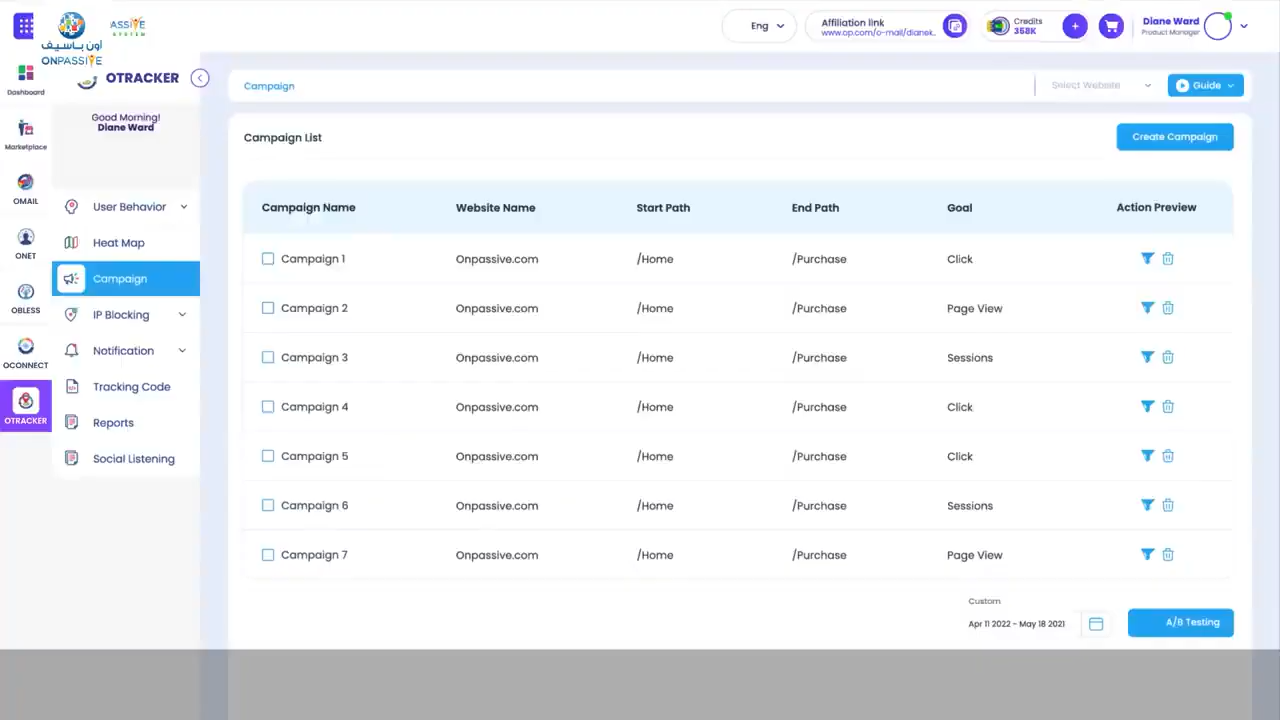 اون باسيف
ONPASSIVE
Eng
Affiliation link
www.op.com/o-mail/dianek..
Credits
358K
+
Diane Ward
Product Manager
Dashboard
Marketplace
OMAIL
ONET
OBLESS
OCONNECT
OTRACKER
OTRACKER
Good Morning!
Diane Ward
User Behavior
Heat Map
Campaign
IP Blocking
Notification
Tracking Code
Reports
Social Listening
Campaign
Select Website
Guide
Campaign List
Create Campaign
Campaign Name Website Name Start Path End Path Goal Action Preview
Campaign 1 Onpassive.com /Home /Purchase Click
Campaign 2 Onpassive.com /Home /Purchase Page View
Campaign 3 Onpassive.com /Home /Purchase Sessions
Campaign 4 Onpassive.com /Home /Purchase Click
Campaign 5 Onpassive.com /Home /Purchase Click
Campaign 6 Onpassive.com /Home /Purchase Sessions
Campaign 7 Onpassive.com /Home /Purchase Page View
Custom
Apr 11 2022 - May 18 2021
A/B Testing